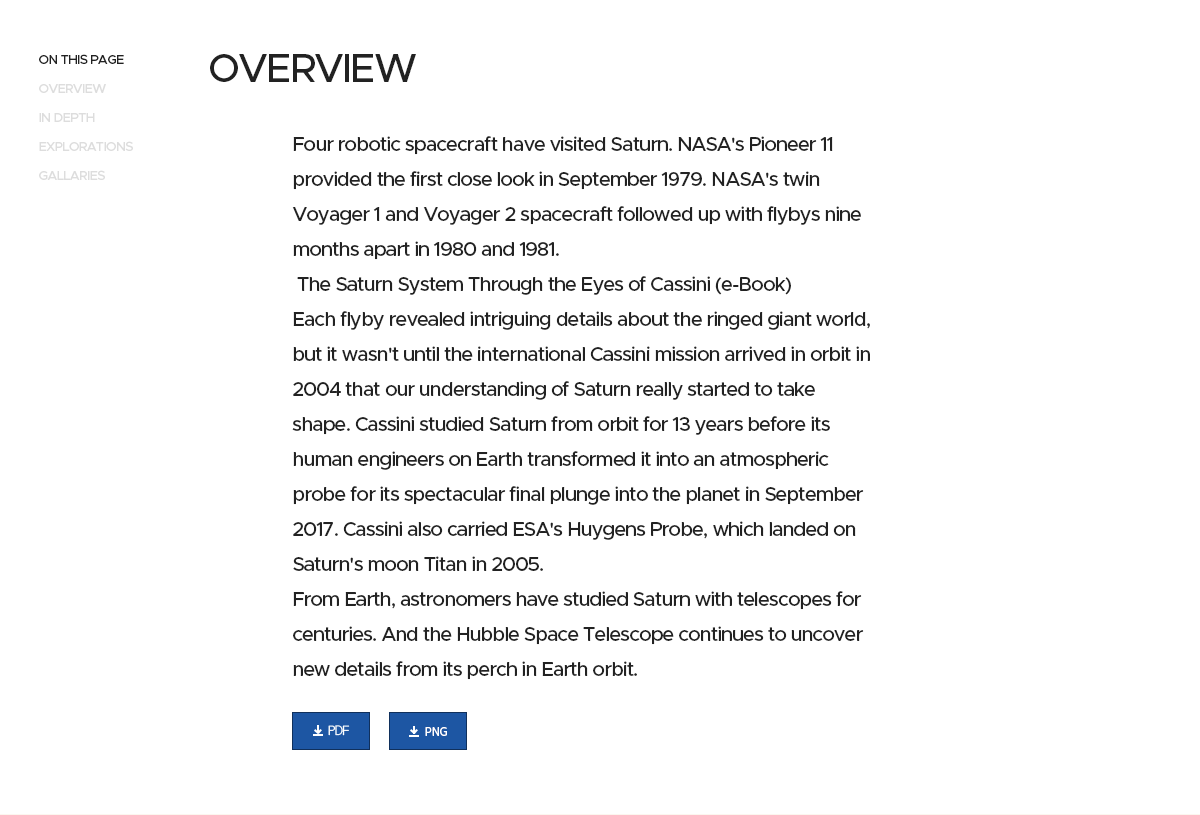 ON THIS PAGE
OVERVIEW
IN DEPTH
EXPLORATIONS
GALLARIES
OVERVIEW
Four robotic spacecraft have visited Saturn. NASA's Pioneer 11
provided the first close look in September 1979. NASA's twin
Voyager 1 and Voyager 2 spacecraft followed up with flybys nine
months apart in 1980 and 1981.
The Saturn System Through the Eyes of Cassini (e-Book)
Each flyby revealed intriguing details about the ringed giant world,
but it wasn't until the international Cassini mission arrived in orbit in
2004 that our understanding of Saturn really started to take
shape. Cassini studied Saturn from orbit for 13 years before its
human engineers on Earth transformed it into an atmospheric
probe for its spectacular final plunge into the planet in September
2017. Cassini also carried ESA's Huygens Probe, which landed on
Saturn's moon Titan in 2005.
From Earth, astronomers have studied Saturn with telescopes for
centuries. And the Hubble Space Telescope continues to uncover
new details from its perch in Earth orbit.
PDF
PNG